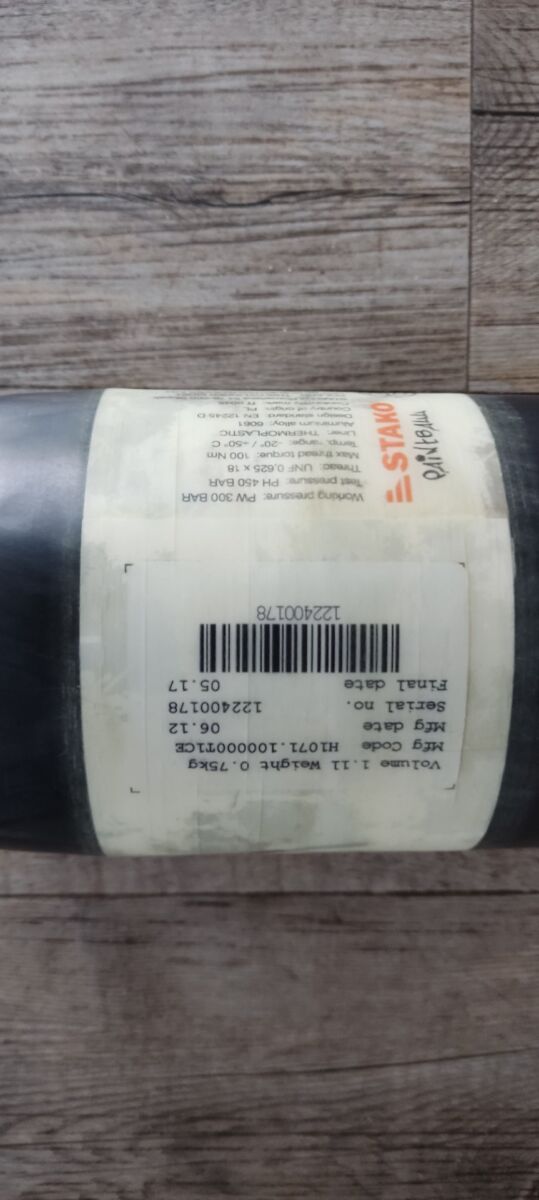 STAKO
PAINTBALL
Working pressure: PW 300 BAR
Test pressure: PH 450 BAR
Thread: UNF 0,625 x 18
Max thread torque: 100 Nm
Temp. range: -20° / +50° C
Liner: THERMOPLASTIC
Aluminium alloy: 6061
Design standard: EN 12245-D
Country of origin: PL
Volume 1.1l Weight 0.75kg
Mfg Code H1071.100000T1CE
Mfg date 06.12
Serial no. 122400178
Final date 05.17
122400178